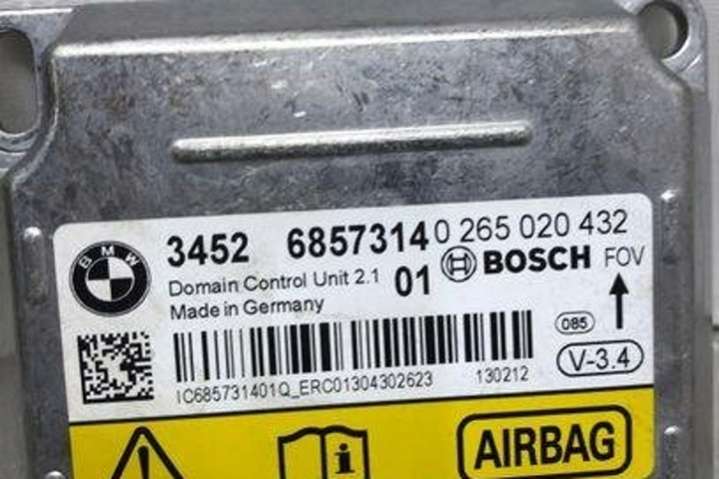 BMW
3452 6857314 0 265 020 432
Domain Control Unit 2.1 01 BOSCH FOV
Made in Germany
085
V-3.4
IC685731401Q_ERC01304302623 130212
i AIRBAG